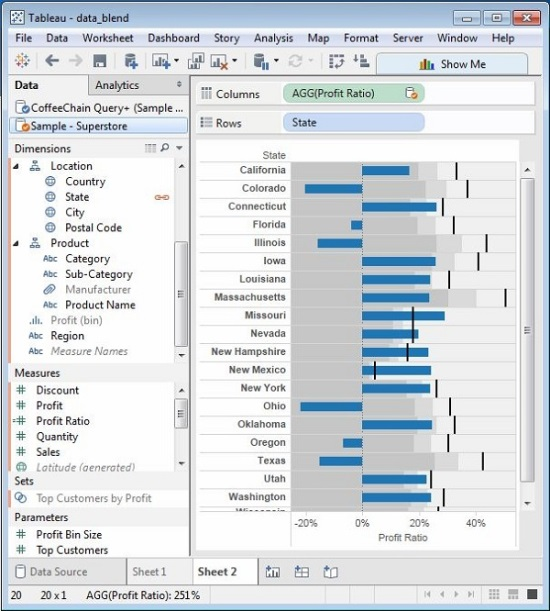 Tableau - data_blend
File Data Worksheet Dashboard Story Analysis Map Format Server Window Help
Show Me
Data Analytics
CoffeeChain Query+ (Sample ...
Sample - Superstore
Dimensions
Location
Country
State
City
Postal Code
Product
Abc Category
Abc Sub-Category
Manufacturer
Abc Product Name
Profit (bin)
Abc Region
Abc Measure Names
Measures
Discount
Profit
Profit Ratio
Quantity
Sales
Latitude (generated)
Sets
Top Customers by Profit
Parameters
Profit Bin Size
Top Customers
Columns AGG(Profit Ratio)
Rows State
State
California
Colorado
Connecticut
Florida
Illinois
Iowa
Louisiana
Massachusetts
Missouri
Nevada
New Hampshire
New Mexico
New York
Ohio
Oklahoma
Oregon
Texas
Utah
Washington
Wisconsin
-20% 0% 20% 40%
Profit Ratio
Data Source Sheet 1 Sheet 2
20 20 x 1 AGG(Profit Ratio): 251%